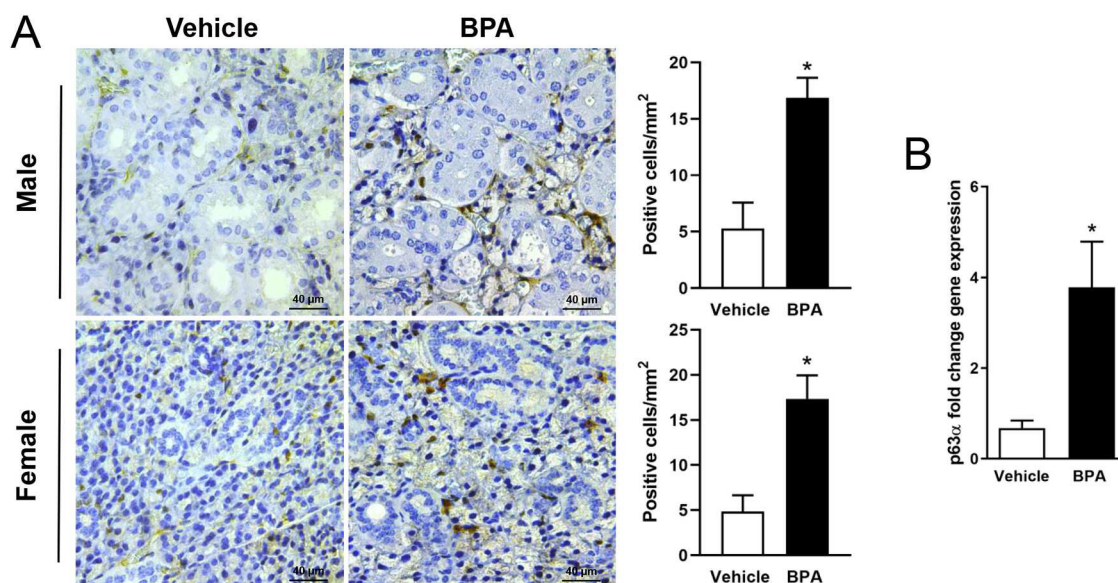 A
Vehicle
BPA
Male
40 µm
40 µm
Positive cells/mm²
20
15
10
5
0
*
Vehicle
BPA
Female
40 µm
40 µm
Positive cells/mm²
25
20
15
10
5
0
*
Vehicle
BPA
B
p63α fold change gene expression
6
4
2
0
*
Vehicle
BPA